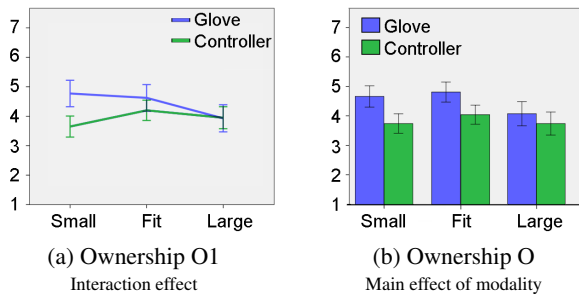 Glove
Controller
7
6
5
4
3
2
1
Small Fit Large
(a) Ownership O1
Interaction effect
Glove
Controller
7
6
5
4
3
2
1
Small Fit Large
(b) Ownership O
Main effect of modality